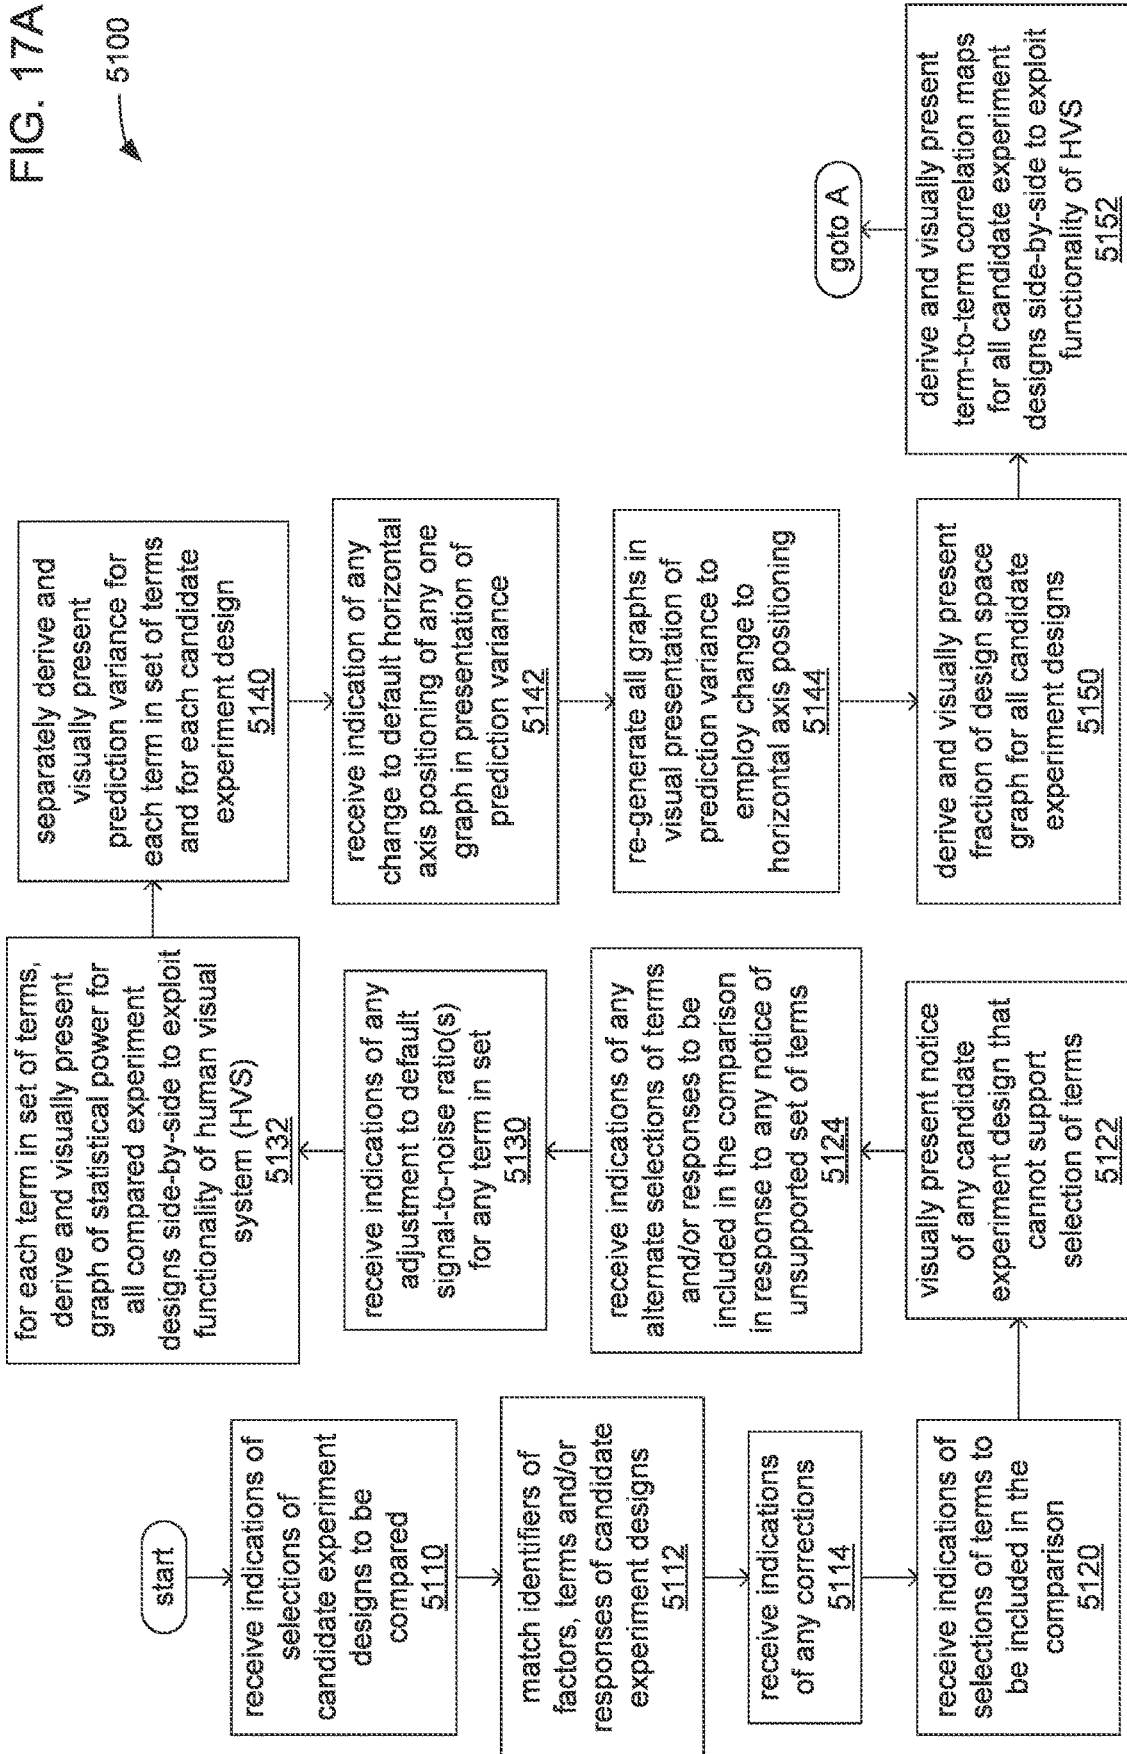 FIG. 17A
5100
start
receive indications of
selections of
candidate experiment
designs to be
compared
5110
match identifiers of
factors, terms and/or
responses of candidate
experiment designs
5112
receive indications
of any corrections
5114
receive indications of
selections of terms to
be included in the
comparison
5120
visually present notice
of any candidate
experiment design that
cannot support
selection of terms
5122
receive indications of any
alternate selections of terms
and/or responses to be
included in the comparison
in response to any notice of
unsupported set of terms
5124
receive indications of any
adjustment to default
signal-to-noise ratio(s)
for any term in set
5130
for each term in set of terms,
derive and visually present
graph of statistical power for
all compared experiment
designs side-by-side to exploit
functionality of human visual
system (HVS)
5132
separately derive and
visually present
prediction variance for
each term in set of terms
and for each candidate
experiment design
5140
receive indication of any
change to default horizontal
axis positioning of any one
graph in presentation of
prediction variance
5142
re-generate all graphs in
visual presentation of
prediction variance to
employ change to
horizontal axis positioning
5144
derive and visually present
fraction of design space
graph for all candidate
experiment designs
5150
derive and visually present
term-to-term correlation maps
for all candidate experiment
designs side-by-side to exploit
functionality of HVS
5152
goto A